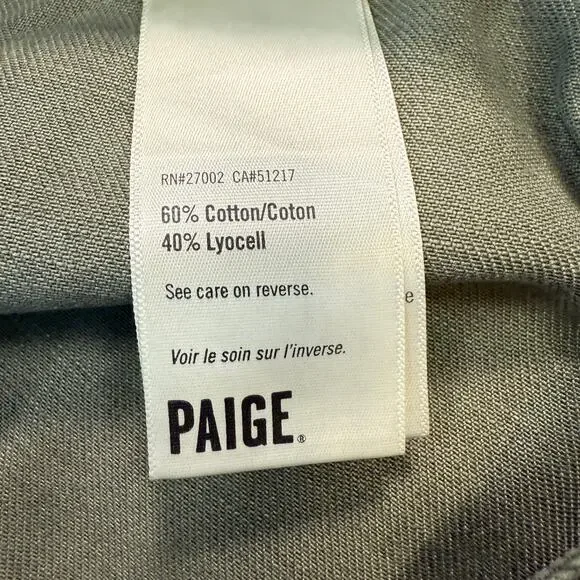 RN#27002 CA#51217
60% Cotton/Coton
40% Lyocell
See care on reverse.
e
Voir le soin sur l'inverse.
PAIGE®